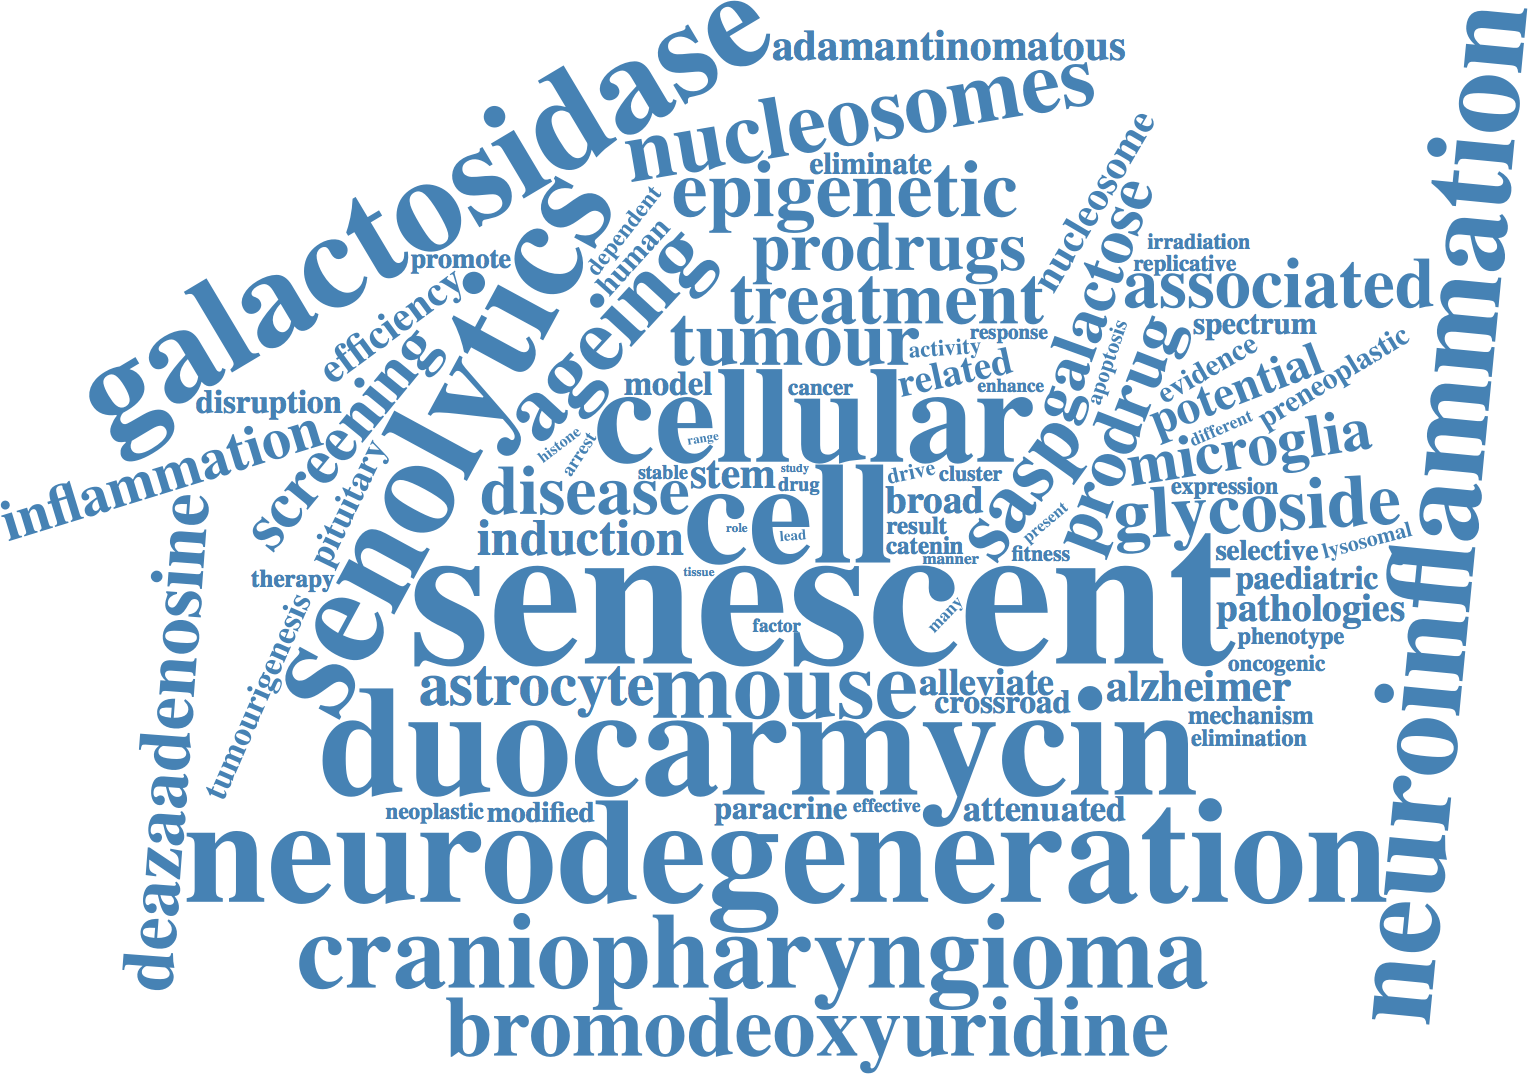 galactosidase
adamantinomatous
nucleosomes
eliminate
epigenetic
nucleosome
dependent
human
prodrugs
irradiation
replicative
promote
senolytics
ageing
treatment
saspgalactose
associated
efficiency
tumour
response
activity
apoptosis
spectrum
screening
model
cancer
related
enhance
prodrug
evidence
potential
preneoplastic
disruption
cellular
different
inflammation
histone
arrest
range
microglia
pituitary
stable
stem
study
drug
drive
cluster
disease
broad
expression
glycoside
induction
cell
role
lead
result
catenin
present
fitness
manner
selective
lysosomal
neuroinflammation
therapy
tissue
senescent
paediatric
pathologies
factor
many
phenotype
oncogenic
deazaadenosine
tumourigenesis
astrocyte
mouse
alleviate
crossroad
alzheimer
mechanism
elimination
duocarmycin
neoplastic
modified
paracrine
effective
attenuated
neurodegeneration
craniopharyngioma
bromodeoxyuridine